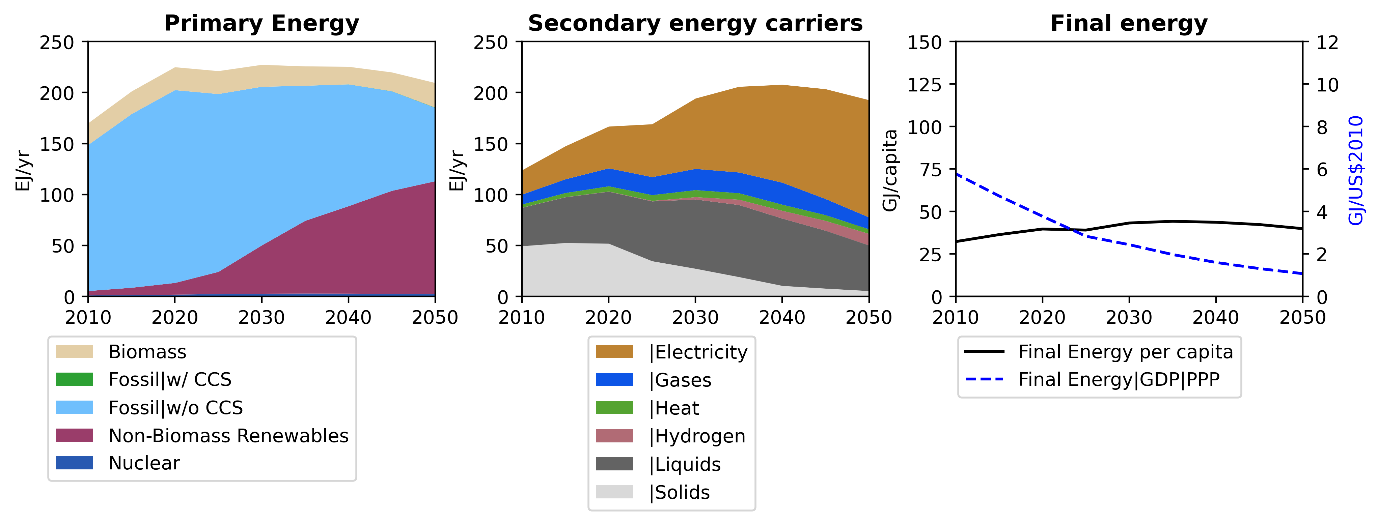 Primary Energy
250
200
150
100
50
0
EJ/yr
2010 2020 2030 2040 2050
Biomass
Fossil|w/ CCS
Fossil|w/o CCS
Non-Biomass Renewables
Nuclear
Secondary energy carriers
250
200
150
100
50
0
EJ/yr
2010 2020 2030 2040 2050
|Electricity
|Gases
|Heat
|Hydrogen
|Liquids
|Solids
Final energy
150
125
100
75
50
25
0
GJ/capita
12
10
8
6
4
2
0
GJ/US$2010
2010 2020 2030 2040 2050
Final Energy per capita
Final Energy|GDP|PPP